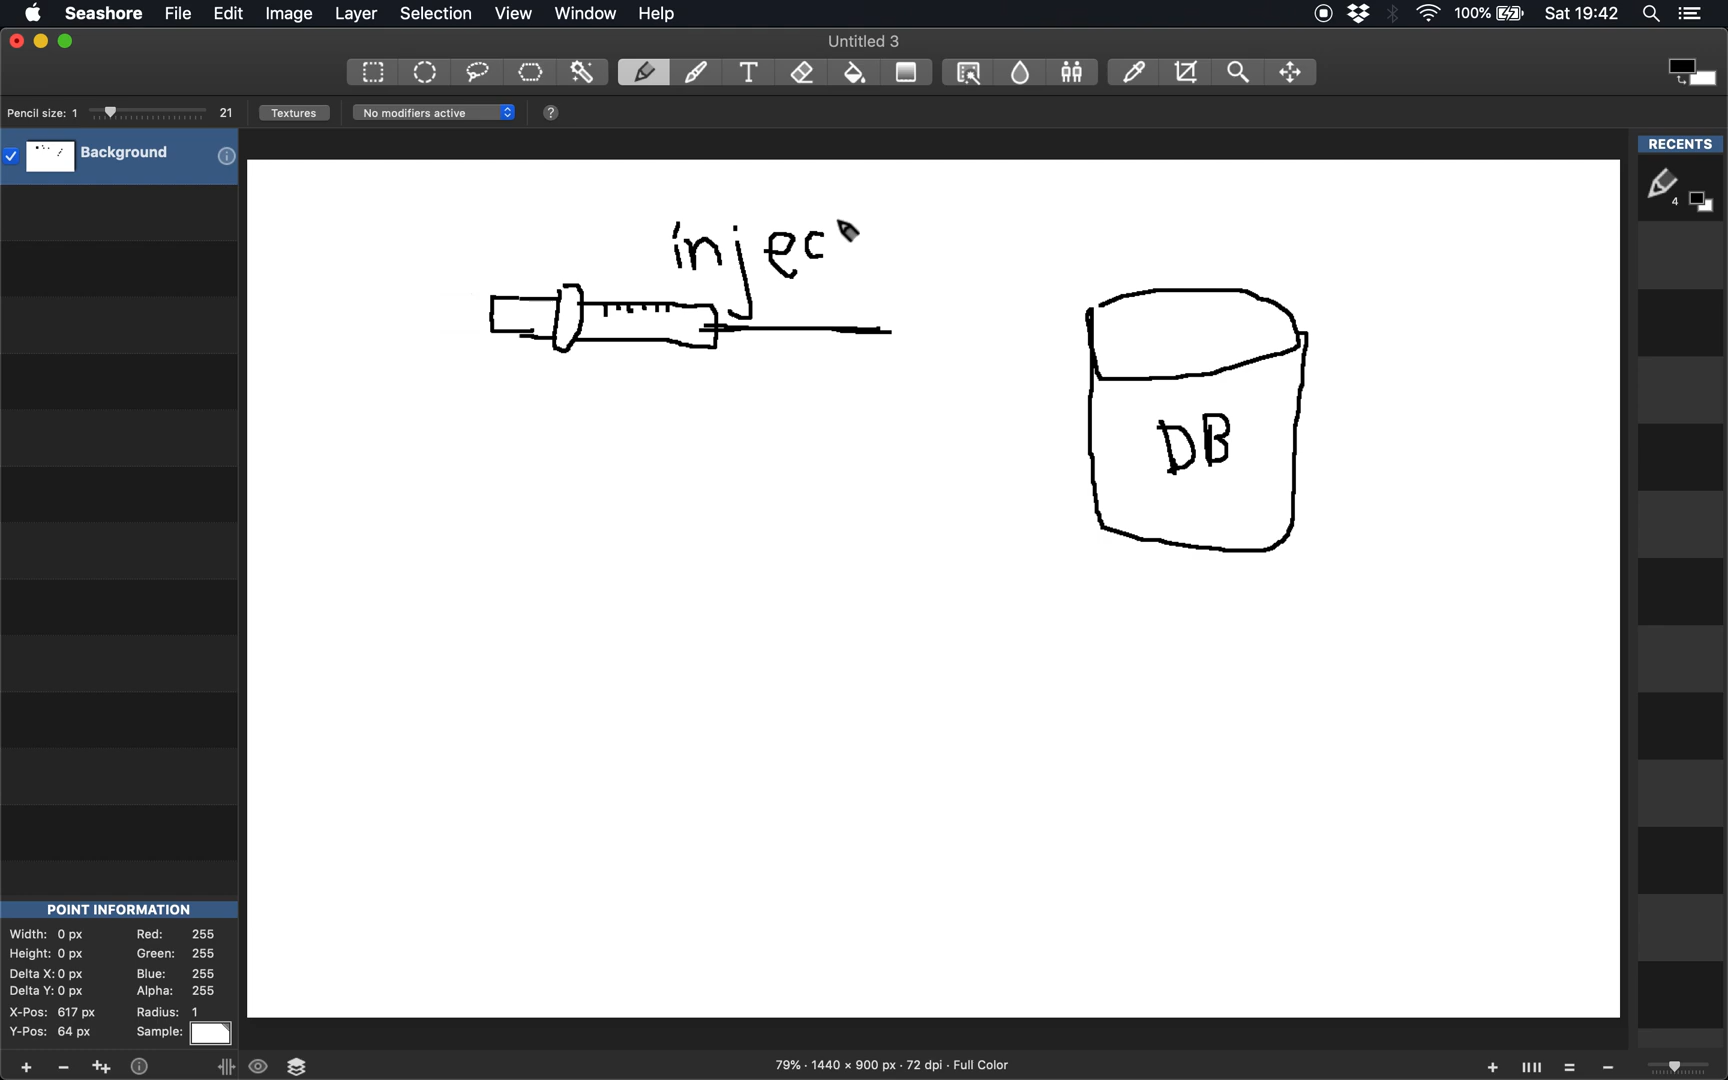 Seashore File Edit Image Layer Selection View Window Help 100% Sat 19:42
Untitled 3
Pencil size: 1 21 Textures No modifiers active ?
Background
RECENTS
4
injec
DB
POINT INFORMATION
Width: 0 px Red: 255
Height: 0 px Green: 255
Delta X: 0 px Blue: 255
Delta Y: 0 px Alpha: 255
X-Pos: 617 px Radius: 1
Y-Pos: 64 px Sample:
79% · 1440 × 900 px · 72 dpi · Full Color